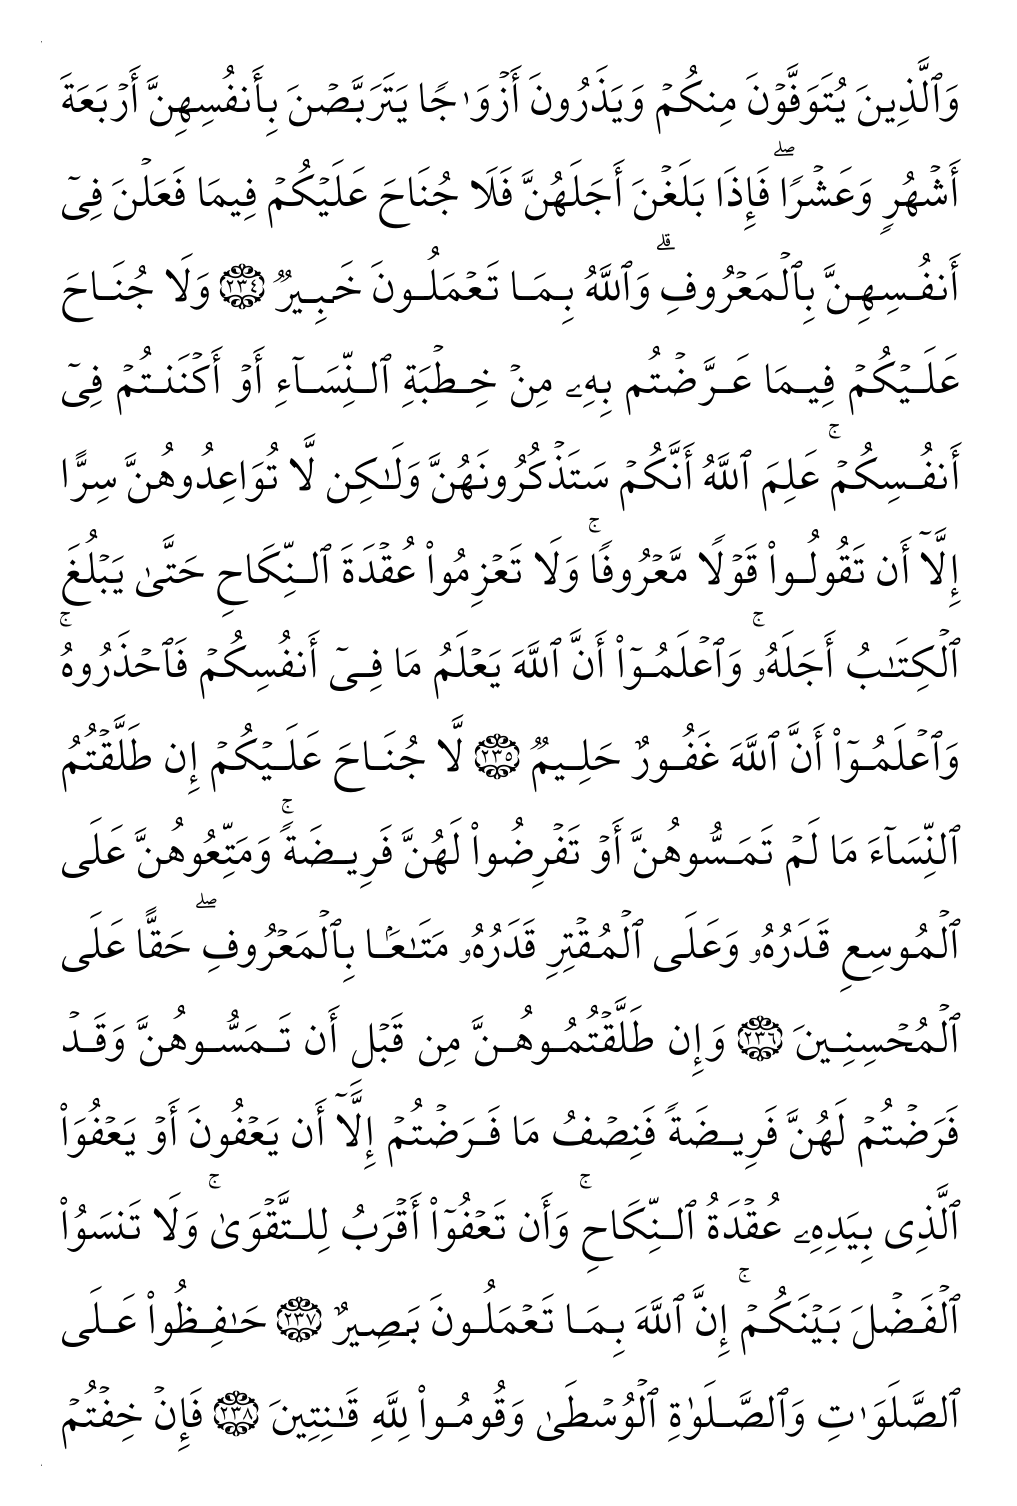 وَٱلَّذِينَ يُتَوَفَّوۡنَ مِنكُمۡ وَيَذَرُونَ أَزۡوَٰجٗا يَتَرَبَّصۡنَ بِأَنفُسِهِنَّ أَرۡبَعَةَ
أَشۡهُرٖ وَعَشۡرٗاۖ فَإِذَا بَلَغۡنَ أَجَلَهُنَّ فَلَا جُنَاحَ عَلَيۡكُمۡ فِيمَا فَعَلۡنَ فِيٓ
أَنفُسِهِنَّ بِٱلۡمَعۡرُوفِۗ وَٱللَّهُ بِمَا تَعۡمَلُونَ خَبِيرٞ ٢٣٤ وَلَا جُنَاحَ
عَلَيۡكُمۡ فِيمَا عَرَّضۡتُم بِهِۦ مِنۡ خِطۡبَةِ ٱلنِّسَآءِ أَوۡ أَكۡنَنتُمۡ فِيٓ
أَنفُسِكُمۡۚ عَلِمَ ٱللَّهُ أَنَّكُمۡ سَتَذۡكُرُونَهُنَّ وَلَٰكِن لَّا تُوَاعِدُوهُنَّ سِرًّا
إِلَّآ أَن تَقُولُواْ قَوۡلٗا مَّعۡرُوفٗاۚ وَلَا تَعۡزِمُواْ عُقۡدَةَ ٱلنِّكَاحِ حَتَّىٰ يَبۡلُغَ
ٱلۡكِتَٰبُ أَجَلَهُۥۚ وَٱعۡلَمُوٓاْ أَنَّ ٱللَّهَ يَعۡلَمُ مَا فِيٓ أَنفُسِكُمۡ فَٱحۡذَرُوهُۚ
وَٱعۡلَمُوٓاْ أَنَّ ٱللَّهَ غَفُورٌ حَلِيمٞ ٢٣٥ لَّا جُنَاحَ عَلَيۡكُمۡ إِن طَلَّقۡتُمُ
ٱلنِّسَآءَ مَا لَمۡ تَمَسُّوهُنَّ أَوۡ تَفۡرِضُواْ لَهُنَّ فَرِيضَةٗۚ وَمَتِّعُوهُنَّ عَلَى
ٱلۡمُوسِعِ قَدَرُهُۥ وَعَلَى ٱلۡمُقۡتِرِ قَدَرُهُۥ مَتَٰعَۢا بِٱلۡمَعۡرُوفِۖ حَقًّا عَلَى
ٱلۡمُحۡسِنِينَ ٢٣٦ وَإِن طَلَّقۡتُمُوهُنَّ مِن قَبۡلِ أَن تَمَسُّوهُنَّ وَقَدۡ
فَرَضۡتُمۡ لَهُنَّ فَرِيضَةٗ فَنِصۡفُ مَا فَرَضۡتُمۡ إِلَّآ أَن يَعۡفُونَ أَوۡ يَعۡفُوَاْ
ٱلَّذِي بِيَدِهِۦ عُقۡدَةُ ٱلنِّكَاحِۚ وَأَن تَعۡفُوٓاْ أَقۡرَبُ لِلتَّقۡوَىٰۚ وَلَا تَنسَوُاْ
ٱلۡفَضۡلَ بَيۡنَكُمۡۚ إِنَّ ٱللَّهَ بِمَا تَعۡمَلُونَ بَصِيرٌ ٢٣٧ حَٰفِظُواْ عَلَى
ٱلصَّلَوَٰتِ وَٱلصَّلَوٰةِ ٱلۡوُسۡطَىٰ وَقُومُواْ لِلَّهِ قَٰنِتِينَ ٢٣٨ فَإِنۡ خِفۡتُمۡ